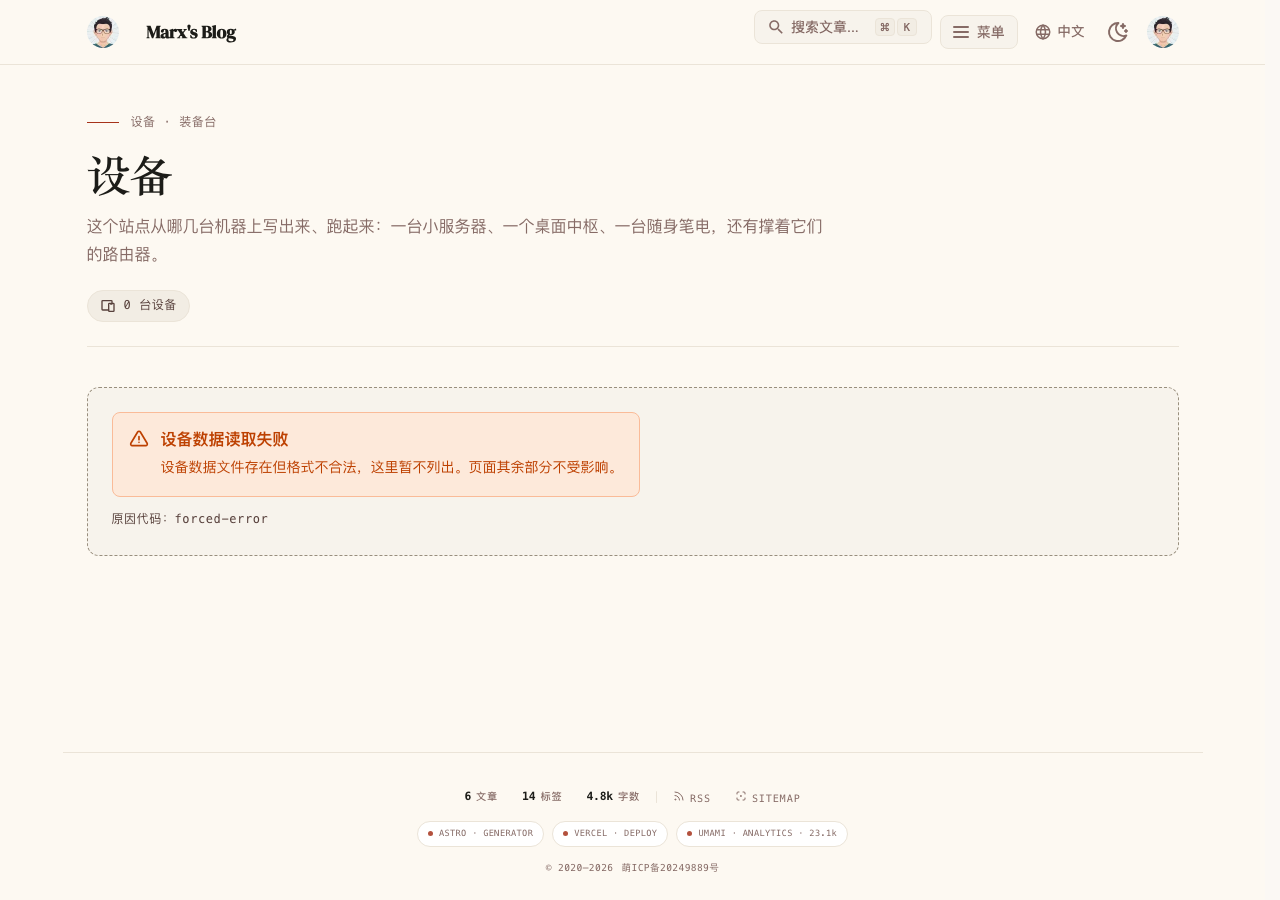 Marx's Blog
搜索文章... ⌘ K
菜单
中文
设备 · 装备台
设备
这个站点从哪几台机器上写出来、跑起来：一台小服务器、一个桌面中枢、一台随身笔电，还有撑着它们
的路由器。
0 台设备
设备数据读取失败
设备数据文件存在但格式不合法，这里暂不列出。页面其余部分不受影响。
原因代码：forced-error
6 文章 14 标签 4.8k 字数 RSS SITEMAP
ASTRO · GENERATOR VERCEL · DEPLOY UMAMI · ANALYTICS · 23.1k
© 2020–2026 萌ICP备20249889号